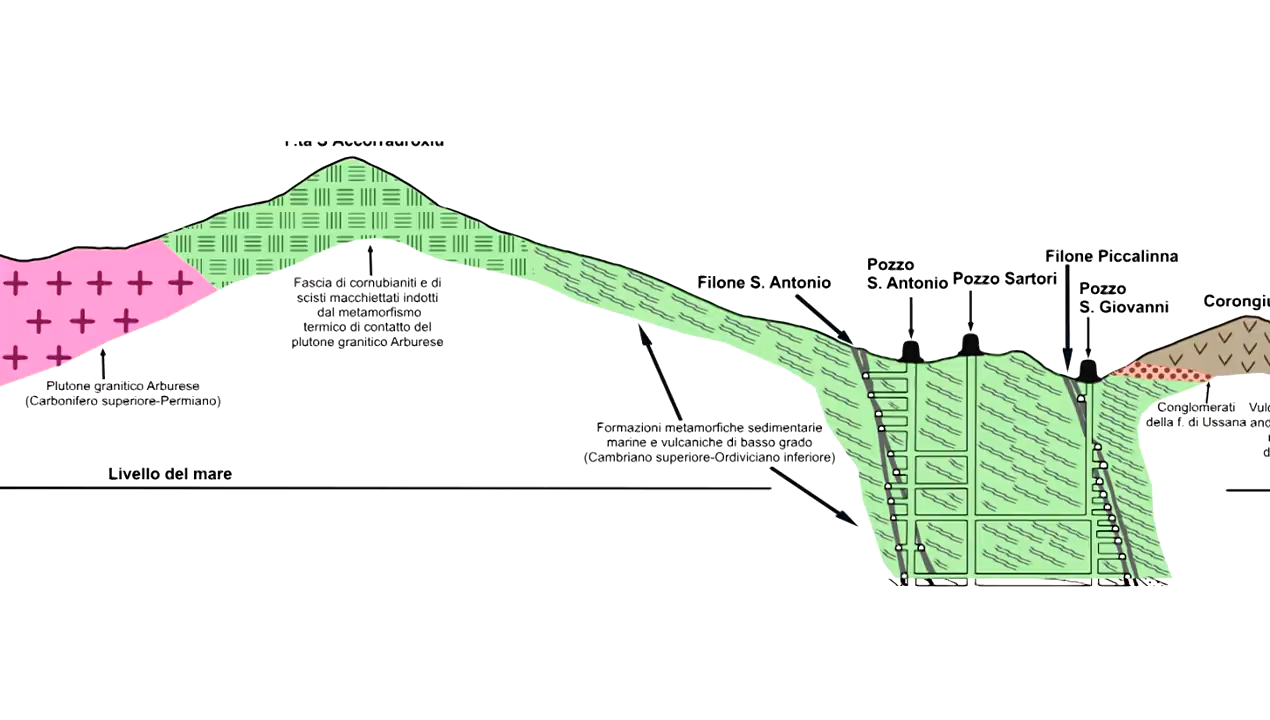 Filone Piccalinna
Pozzo
S. Antonio
Pozzo Sartori
Filone S. Antonio
Pozzo
S. Giovanni
Fascia di cornubianiti e di
scisti macchiettati indotti
dal metamorfismo
termico di contatto del
plutone granitico Arburese
Plutone granitico Arburese
(Carbonifero superiore-Permiano)
Conglomerati
della f. di Ussana
Formazioni metamorfiche sedimentarie
marine e vulcaniche di basso grado
(Cambriano superiore-Ordiviciano inferiore)
Livello del mare